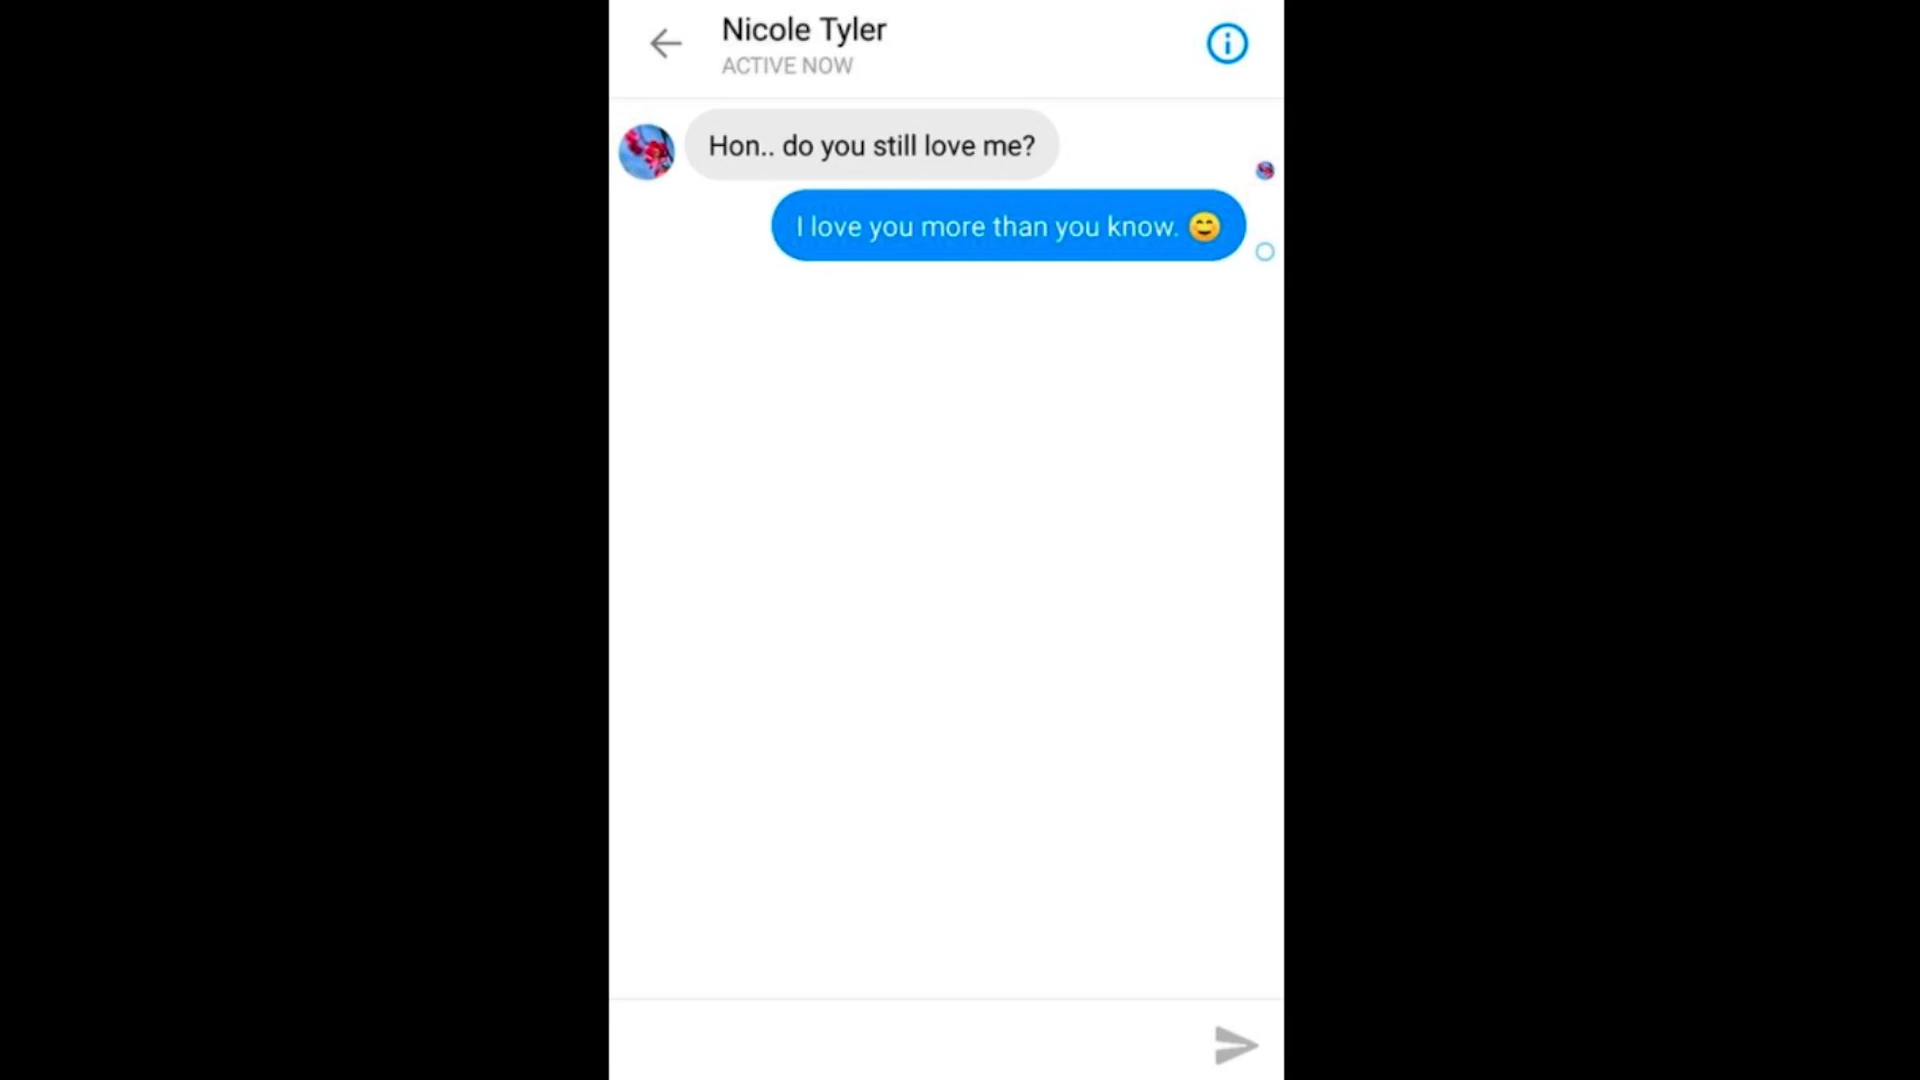 Nicole Tyler
ACTIVE NOW
Hon.. do you still love me?
I love you more than you know. 😊